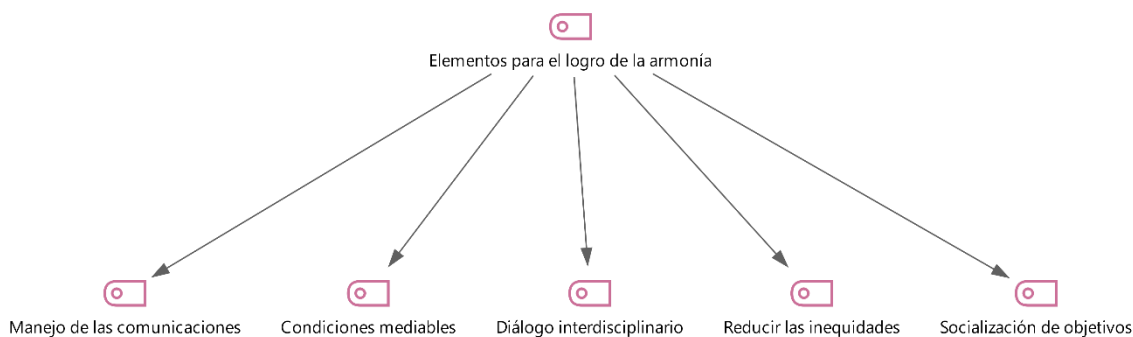 Elementos para el logro de la armonía
Manejo de las comunicaciones
Condiciones mediables
Diálogo interdisciplinario
Reducir las inequidades
Socialización de objetivos